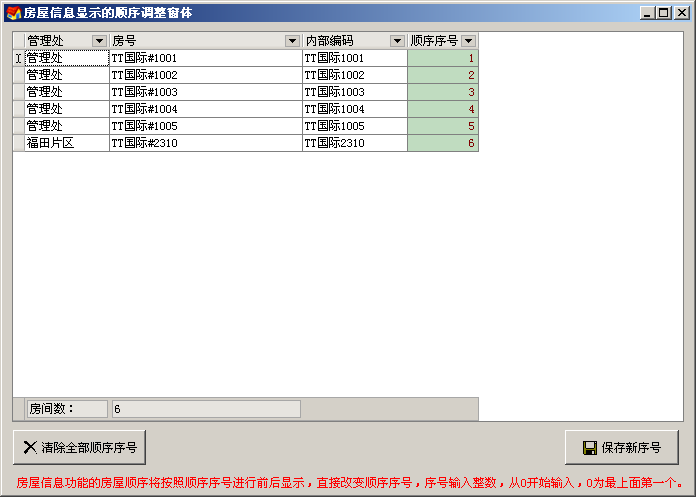 房屋信息显示的顺序调整窗体
管理处 房号 内部编码 顺序序号
管理处 TT国际#1001 TT国际1001 1
管理处 TT国际#1002 TT国际1002 2
管理处 TT国际#1003 TT国际1003 3
管理处 TT国际#1004 TT国际1004 4
管理处 TT国际#1005 TT国际1005 5
福田片区 TT国际#2310 TT国际2310 6
房间数： 6
清除全部顺序序号 保存新序号
房屋信息功能的房屋顺序将按照顺序序号进行前后显示，直接改变顺序序号，序号输入整数，从0开始输入，0为最上面第一个。